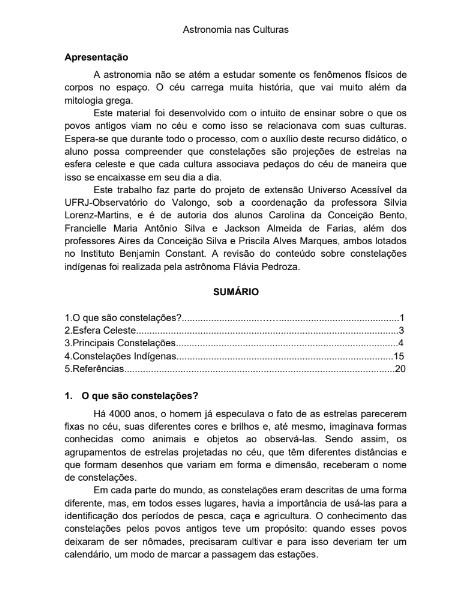 Astronomia nas Culturas
Apresentação
A astronomia não se atém a estudar somente os fenômenos físicos de
corpos no espaço. O céu carrega muita história, que vai muito além da
mitologia grega.
Este material foi desenvolvido com o intuito de ensinar sobre o que os
povos antigos viam no céu e como isso se relacionava com suas culturas.
Espera-se que durante todo o processo, com o auxílio deste recurso didático, o
aluno possa compreender que constelações são projeções de estrelas na
esfera celeste e que cada cultura associava pedaços do céu de maneira que
isso se encaixasse em seu dia a dia.
Este trabalho faz parte do projeto de extensão Universo Acessível da
UFRJ-Observatório do Valongo, sob a coordenação da professora Silvia
Lorenz-Martins, e é de autoria dos alunos Carolina da Conceição Bento,
Francielle Maria Antônio Silva e Jackson Almeida de Farias, além dos
professores Aires da Conceição Silva e Priscila Alves Marques, ambos lotados
no Instituto Benjamin Constant. A revisão do conteúdo sobre constelações
indígenas foi realizada pela astrônoma Flávia Pedroza.
SUMÁRIO
1.O que são constelações?..................................................................................1
2.Esfera Celeste..................................................................................................3
3.Principais Constelações...................................................................................4
4.Constelações Indígenas.................................................................................15
5.Referências.....................................................................................................20
1. O que são constelações?
Há 4000 anos, o homem já especulava o fato de as estrelas parecerem
fixas no céu, suas diferentes cores e brilhos e, até mesmo, imaginava formas
conhecidas como animais e objetos ao observá-las. Sendo assim, os
agrupamentos de estrelas projetadas no céu, que têm diferentes distâncias e
que formam desenhos que variam em forma e dimensão, receberam o nome
de constelações.
Em cada parte do mundo, as constelações eram descritas de uma forma
diferente, mas, em todos esses lugares, havia a importância de usá-las para a
identificação dos períodos de pesca, caça e agricultura. O conhecimento das
constelações pelos povos antigos teve um propósito: quando esses povos
deixaram de ser nômades, precisaram cultivar e para isso deveriam ter um
calendário, um modo de marcar a passagem das estações.